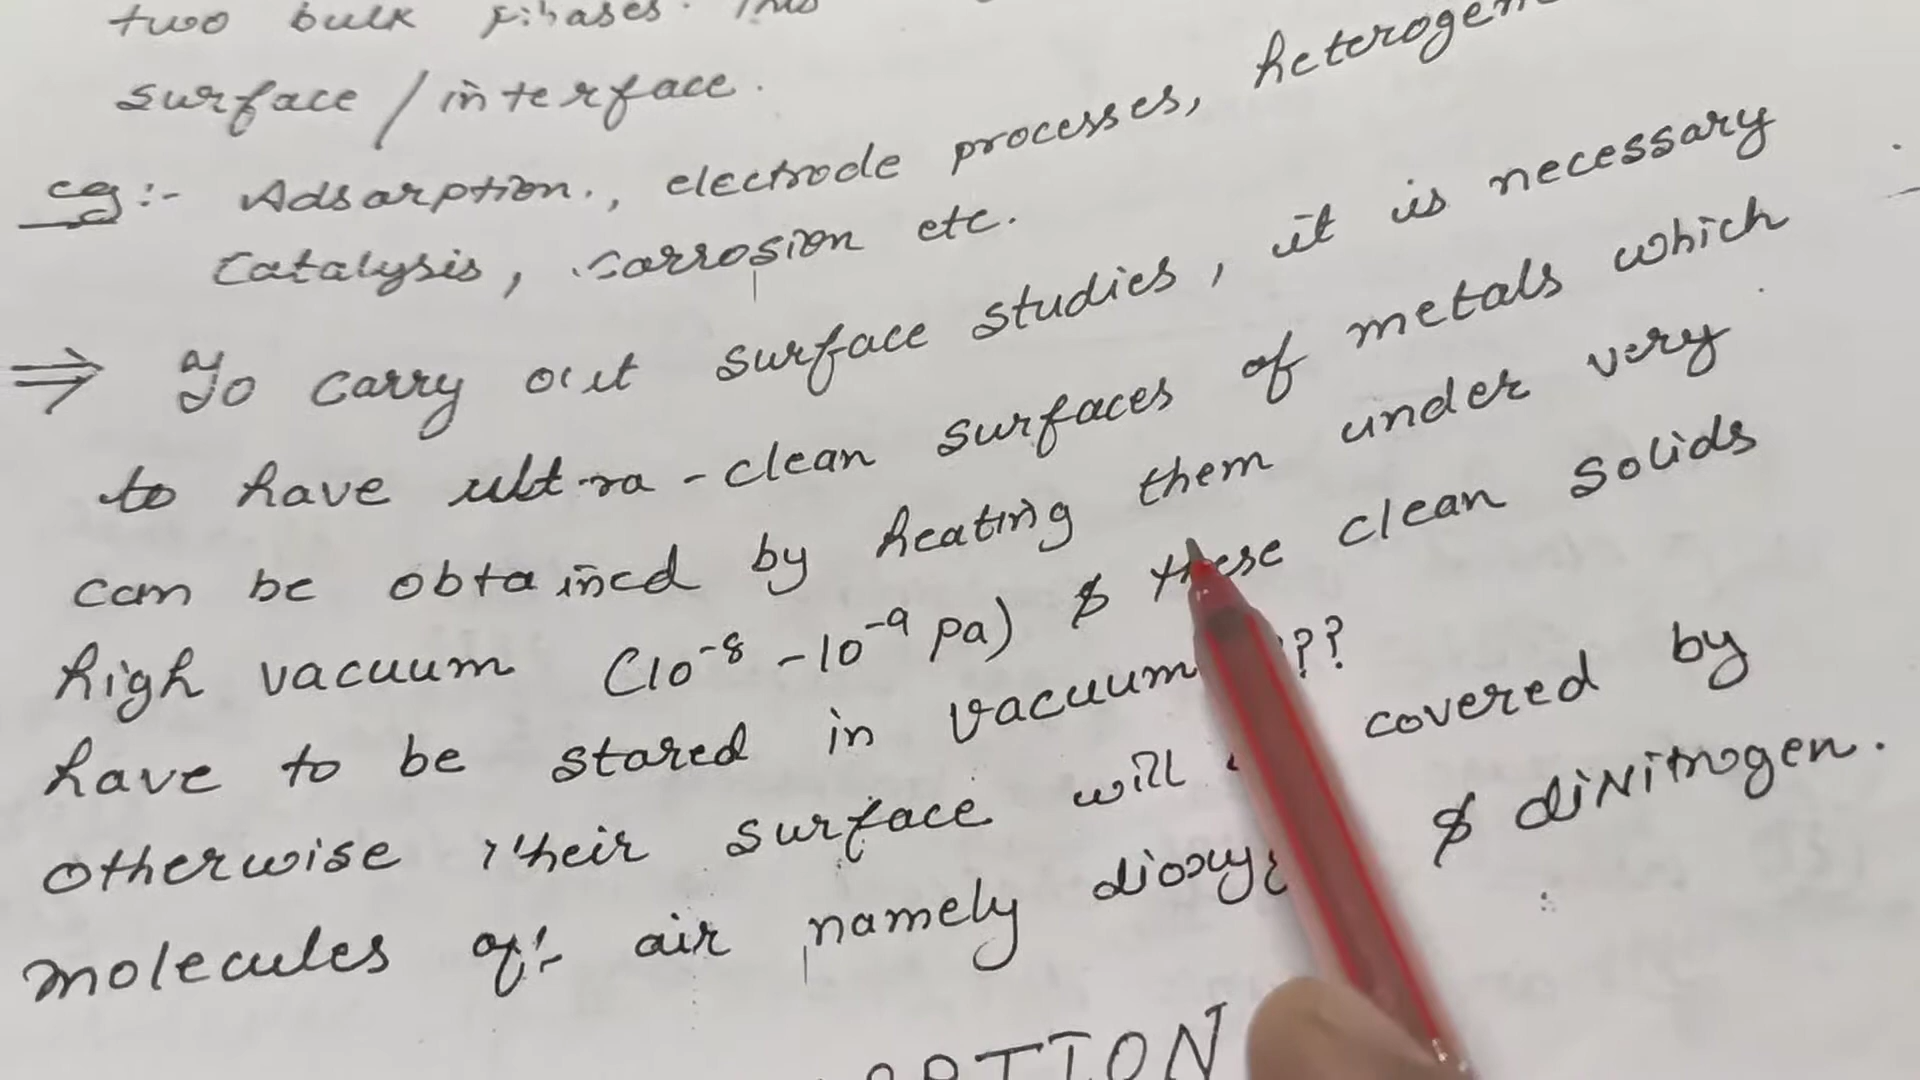 two bulk phases. This
surface / interface.
eg:- Adsarption., electrode processes,
Catalysis, corrosion etc.
⇒ To carry out surface studies, it is necessary
to have ultra-clean surfaces of metals which
can be obtained by heating them under very
high vacuum (10⁻⁸ - 10⁻⁹ pa) & these clean solids
have to be stored in vacuum ??
otherwise their surface will covered by
molecules of:- air namely & diNitrogen.